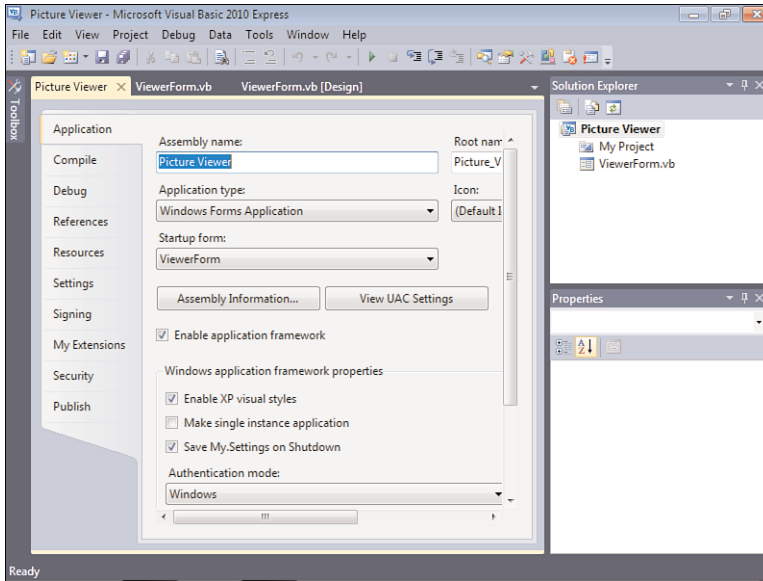 Picture Viewer - Microsoft Visual Basic 2010 Express
File Edit View Project Debug Data Tools Window Help
Toolbox
Picture Viewer ViewerForm.vb ViewerForm.vb [Design]
Application
Compile
Debug
References
Resources
Settings
Signing
My Extensions
Security
Publish
Assembly name:
Picture Viewer
Root nam
Picture_V
Application type:
Windows Forms Application
Icon:
(Default I
Startup form:
ViewerForm
Assembly Information...
View UAC Settings
Enable application framework
Windows application framework properties
Enable XP visual styles
Make single instance application
Save My.Settings on Shutdown
Authentication mode:
Windows
Solution Explorer
Picture Viewer
My Project
ViewerForm.vb
Properties
Ready